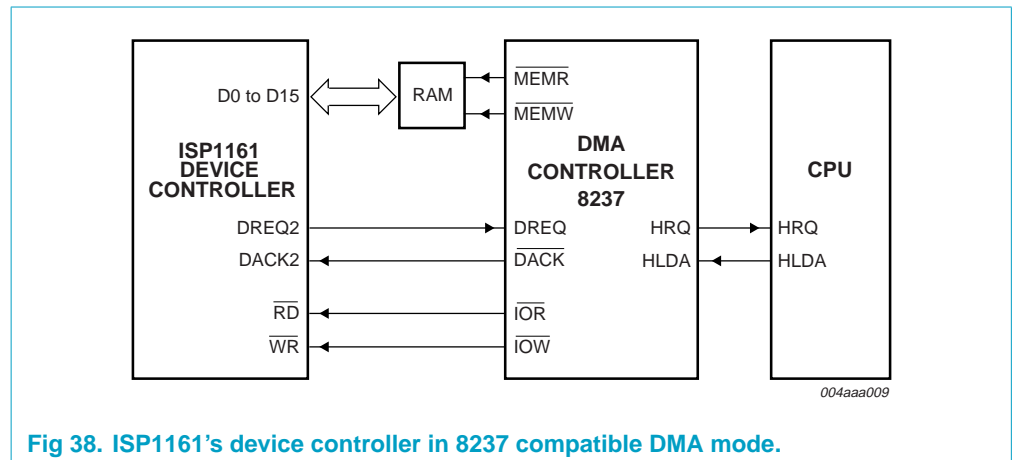 D0 to D15
RAM
MEMR
MEMW
ISP1161
DEVICE
CONTROLLER
DMA
CONTROLLER
8237
CPU
DREQ2
DREQ
HRQ
HRQ
DACK2
DACK
HLDA
HLDA
RD
IOR
WR
IOW
004aaa009
Fig 38. ISP1161's device controller in 8237 compatible DMA mode.